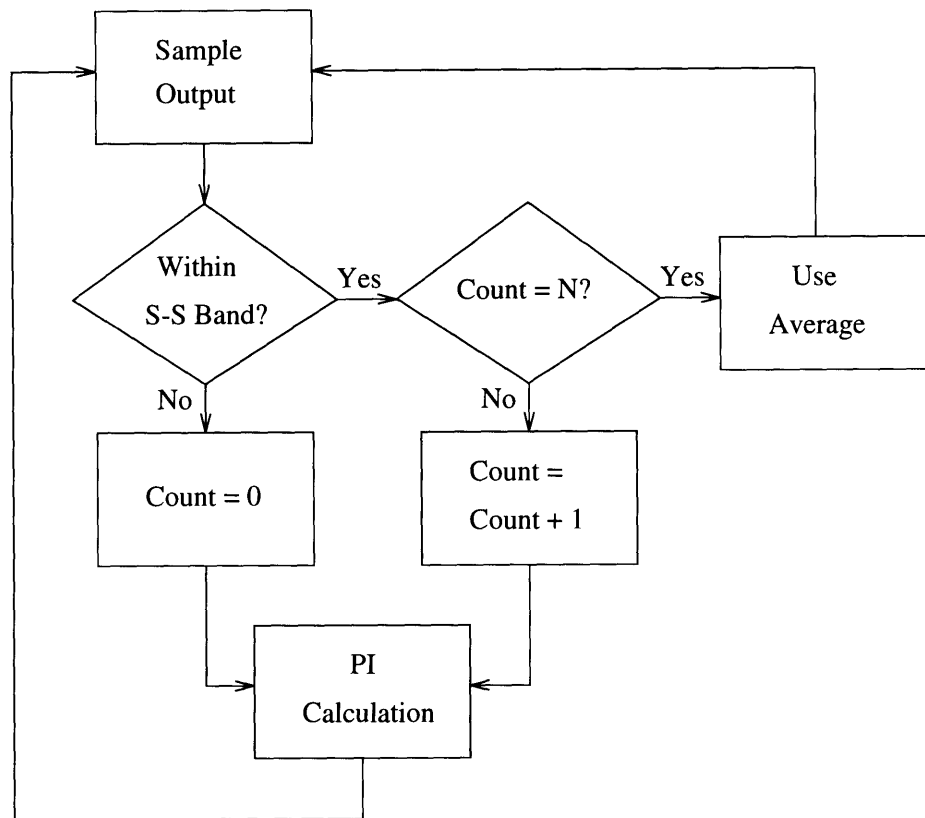 Sample
Output
Within
S-S Band?
Yes
Count = N?
Yes
Use
Average
No
No
Count = 0
Count =
Count + 1
PI
Calculation